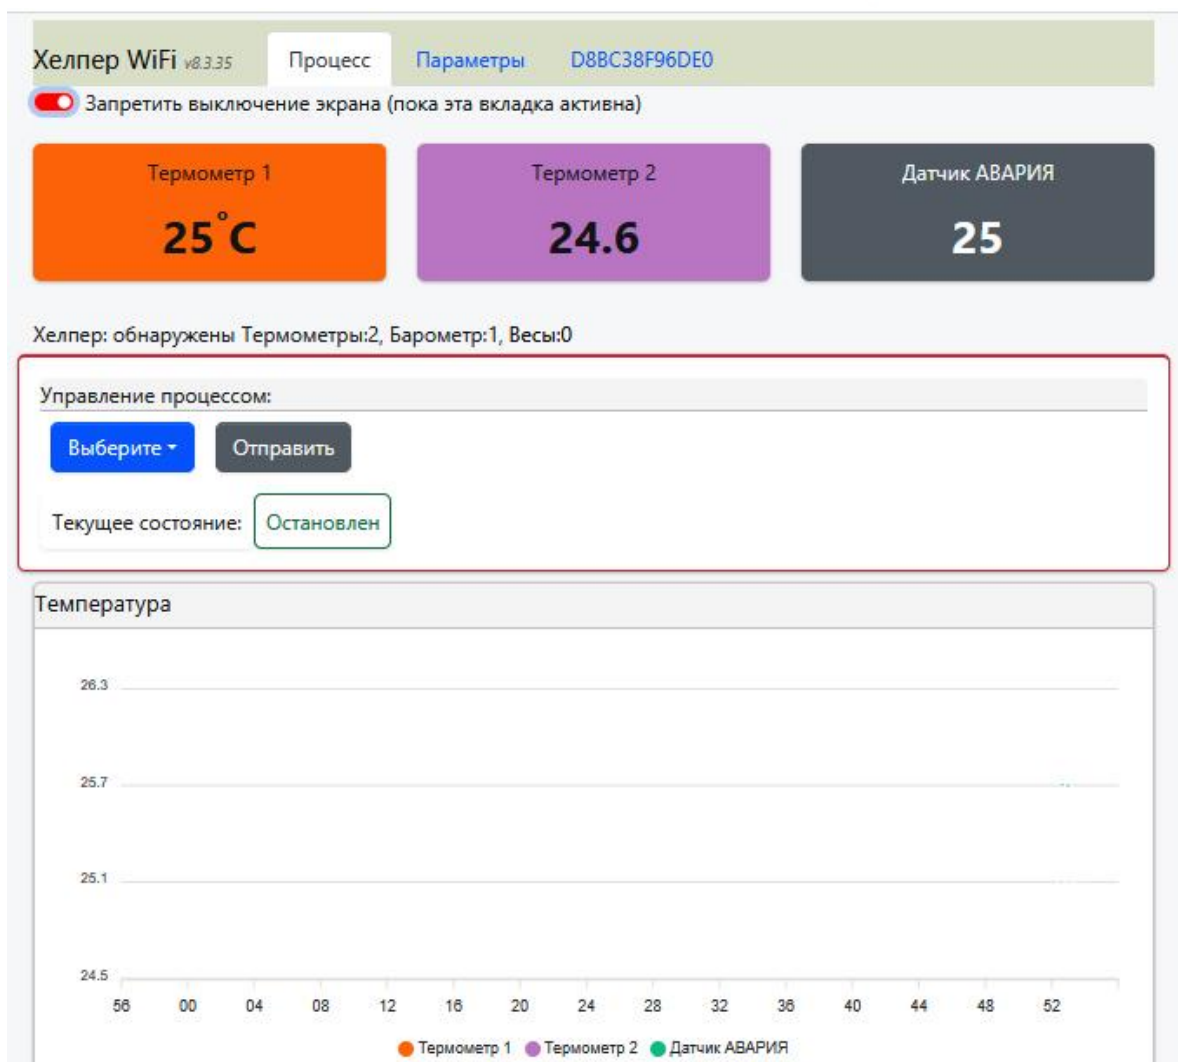 Хелпер WiFi v8.3.35 Процесс Параметры D8BC38F96DE0
Запретить выключение экрана (пока эта вкладка активна)
Термометр 1
25°C
Термометр 2
24.6
Датчик АВАРИЯ
25
Хелпер: обнаружены Термометры:2, Барометр:1, Весы:0
Управление процессом:
Выберите Отправить
Текущее состояние: Остановлен
Температура
26.3
25.7
25.1
24.5
56 00 04 08 12 16 20 24 28 32 36 40 44 48 52
Термометр 1 Термометр 2 Датчик АВАРИЯ